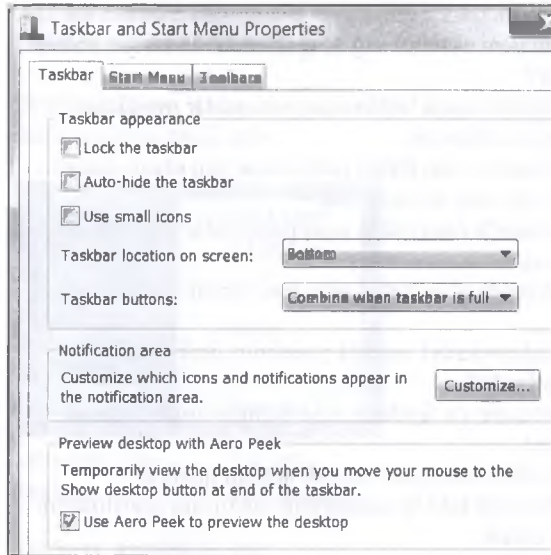 Taskbar and Start Menu Properties
Taskbar Start Menu Toolbars
Taskbar appearance
Lock the taskbar
Auto-hide the taskbar
Use small icons
Taskbar location on screen: Bottom
Taskbar buttons: Combine when taskbar is full
Notification area
Customize which icons and notifications appear in
the notification area.
Customize...
Preview desktop with Aero Peek
Temporarily view the desktop when you move your mouse to the
Show desktop button at end of the taskbar.
Use Aero Peek to preview the desktop